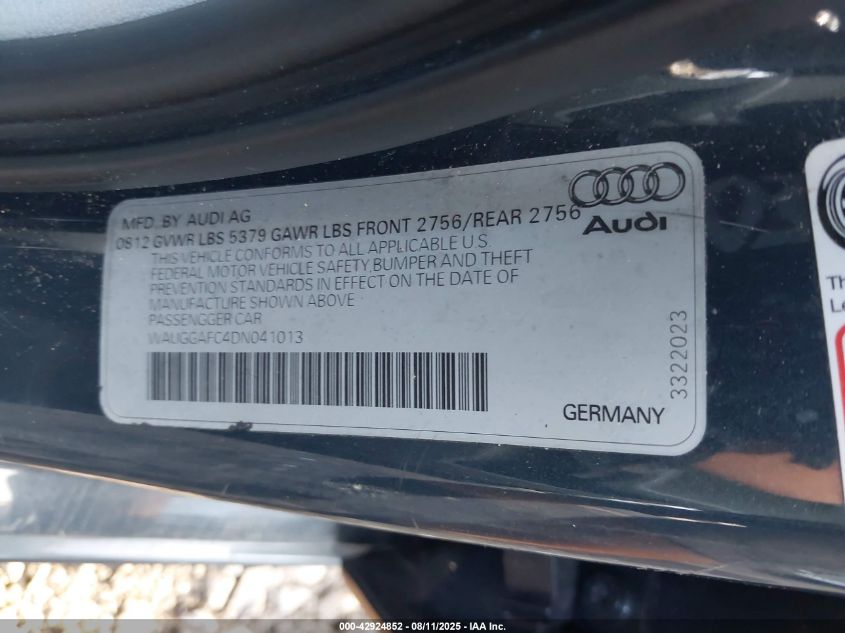 MFD. BY AUDI AG
0812 GVWR LBS 5379 GAWR LBS FRONT 2756/REAR 2756
THIS VEHICLE CONFORMS TO ALL APPLICABLE U.S.
FEDERAL MOTOR VEHICLE SAFETY,BUMPER AND THEFT
PREVENTION STANDARDS IN EFFECT ON THE DATE OF
MANUFACTURE SHOWN ABOVE
PASSENGGER CAR
WAUGGAFC4DN041013
Audi
3322023
GERMANY
Th
Le
000-42924852 - 08/11/2025 - IAA Inc.